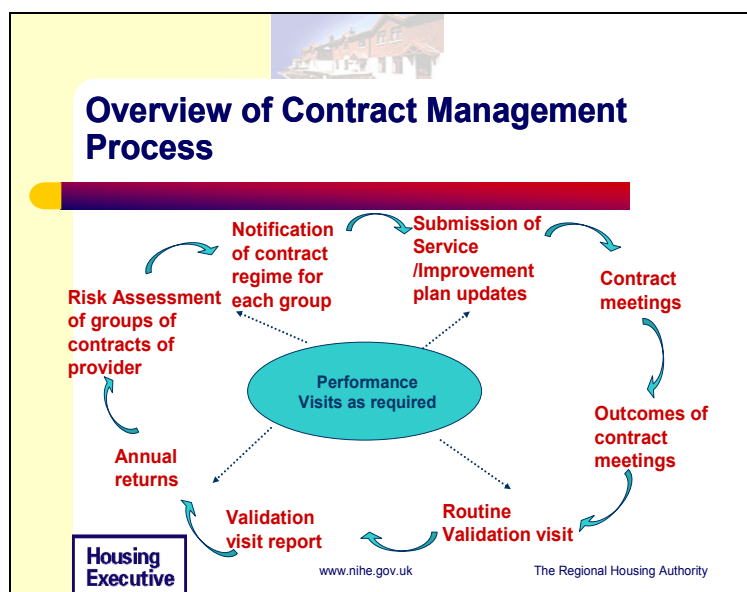 Overview of Contract Management
Process
Notification
of contract
regime for
each group
Submission of
Service
/Improvement
plan updates
Contract
meetings
Outcomes of
contract
meetings
Routine
Validation visit
Validation
visit report
Annual
returns
Risk Assessment
of groups of
contracts of
provider
Performance
Visits as required
Housing
Executive
www.nihe.gov.uk
The Regional Housing Authority